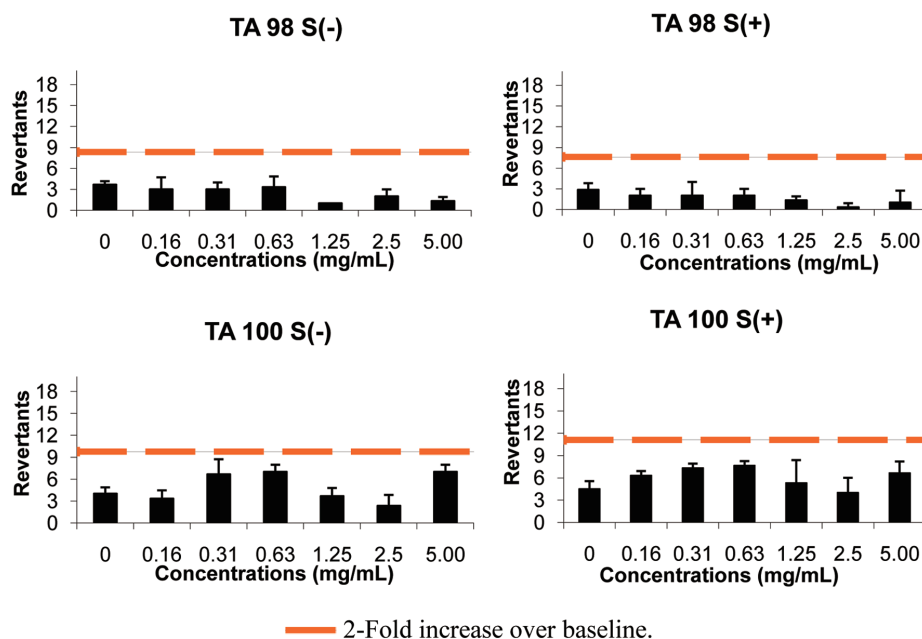 TA 98 S(-)
Revertants
18
15
12
9
6
3
0
0 0.16 0.31 0.63 1.25 2.5 5.00
Concentrations (mg/mL)
TA 98 S(+)
Revertants
18
15
12
9
6
3
0
0 0.16 0.31 0.63 1.25 2.5 5.00
Concentrations (mg/mL)
TA 100 S(-)
Revertants
18
15
12
9
6
3
0
0 0.16 0.31 0.63 1.25 2.5 5.00
Concentrations (mg/mL)
TA 100 S(+)
Revertants
18
15
12
9
6
3
0
0 0.16 0.31 0.63 1.25 2.5 5.00
Concentrations (mg/mL)
2-Fold increase over baseline.